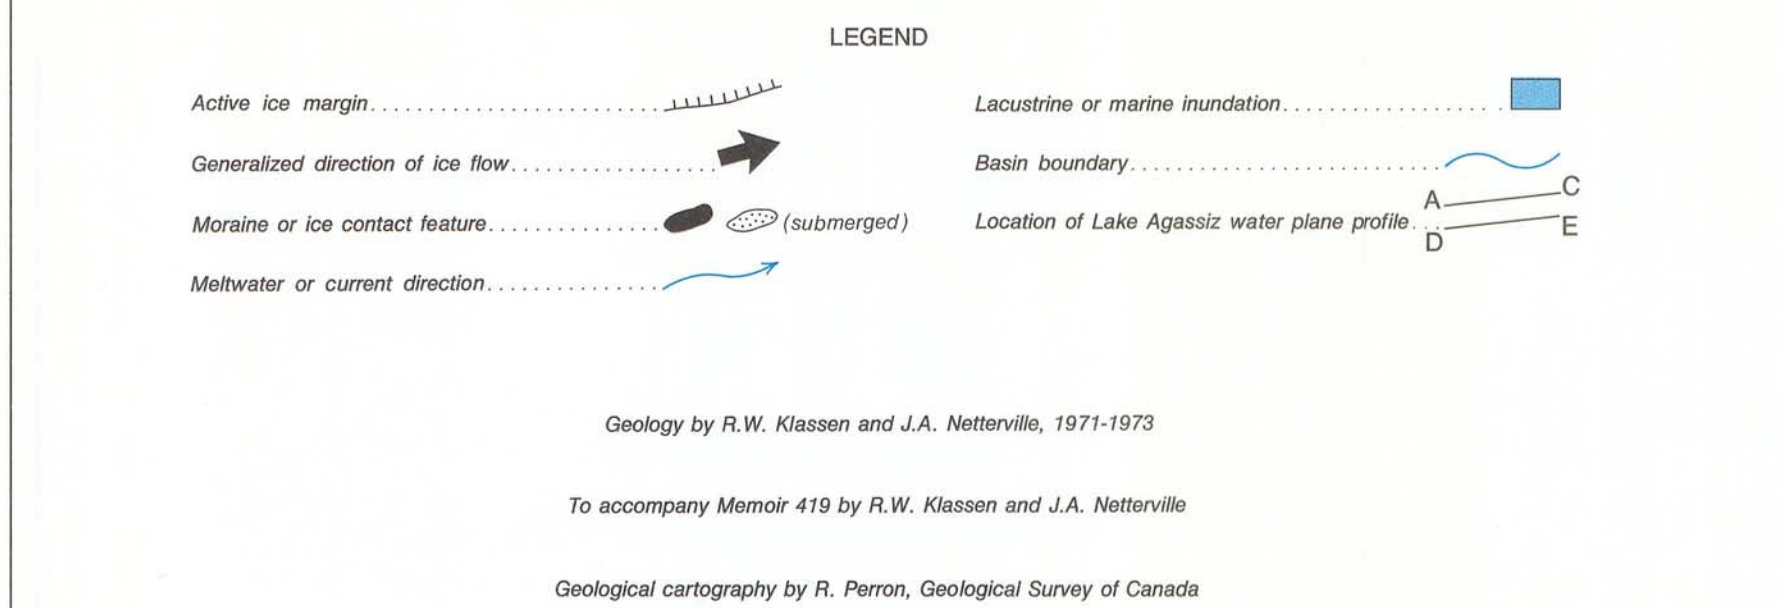 LEGEND
Active ice margin
Generalized direction of ice flow
Moraine or ice contact feature (submerged)
Meltwater or current direction
Lacustrine or marine inundation
Basin boundary
A C
Location of Lake Agassiz water plane profile
D E
Geology by R.W. Klassen and J.A. Netterville, 1971-1973
To accompany Memoir 419 by R.W. Klassen and J.A. Netterville
Geological cartography by R. Perron, Geological Survey of Canada